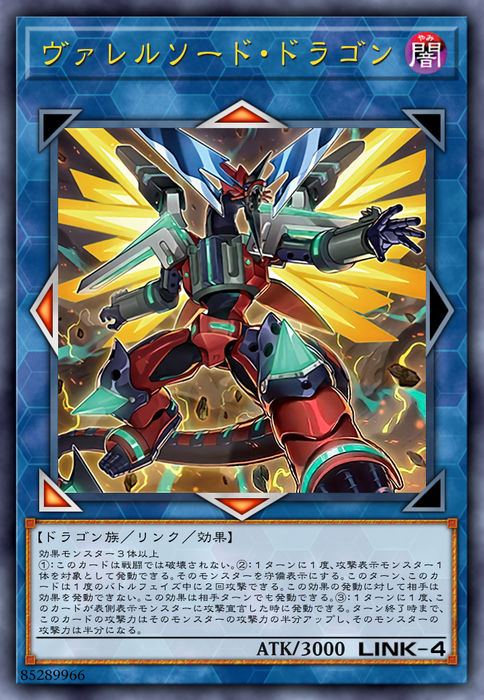 ヴァレルソード・ドラゴン
やみ
闇
【ドラゴン族/リンク/効果】
効果モンスター3体以上
①:このカードは戦闘では破壊されない。②:1ターンに1度、攻撃表示モンスター1
体を対象として発動できる。そのモンスターを守備表示にする。このターン、このカ
ードは1度のバトルフェイズ中に2回攻撃できる。この効果の発動に対して相手は
効果を発動できない。この効果は相手ターンでも発動できる。③:1ターンに1度、こ
のカードが表側表示モンスターに攻撃宣言した時に発動できる。ターン終了時まで、
このカードの攻撃力はそのモンスターの攻撃力の半分アップし、そのモンスターの
攻撃力は半分になる。
ATK/3000 LINK-4
85289966